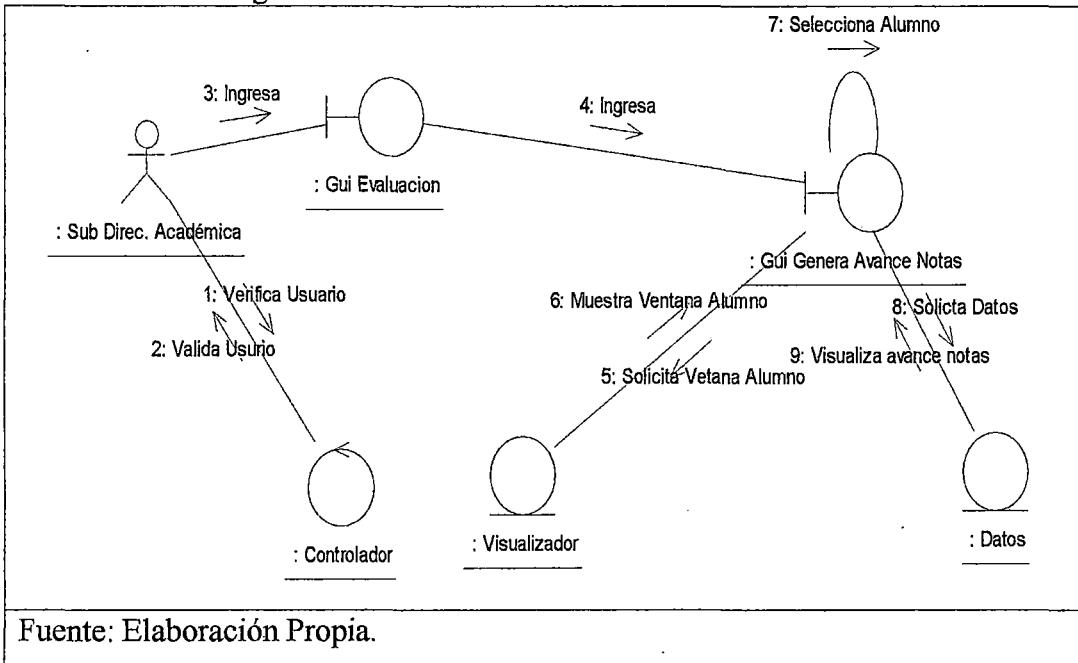 7: Selecciona Alumno
3: Ingresa
4: Ingresa
: Gui Evaluacion
: Sub Direc. Académica
: Gui Genera Avance Notas
1: Verifica Usuario
6: Muestra Ventana Alumno
8: Solicta Datos
2: Valida Usurio
9: Visualiza avance notas
5: Solicita Vetana Alumno
: Controlador
: Visualizador
: Datos
Fuente: Elaboración Propia.